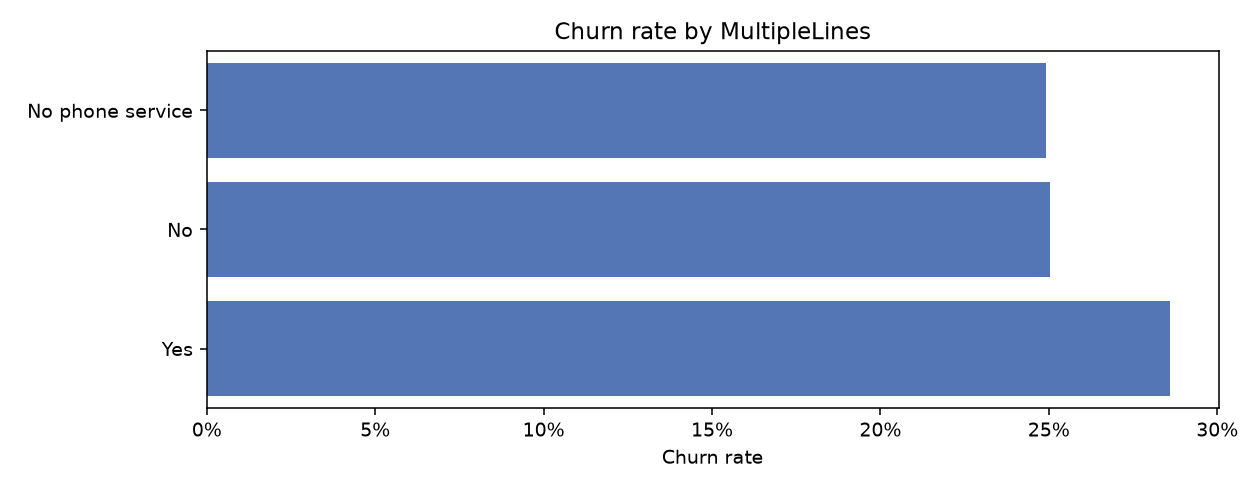 Churn rate by MultipleLines
No phone service
No
Yes
0% 5% 10% 15% 20% 25% 30%
Churn rate